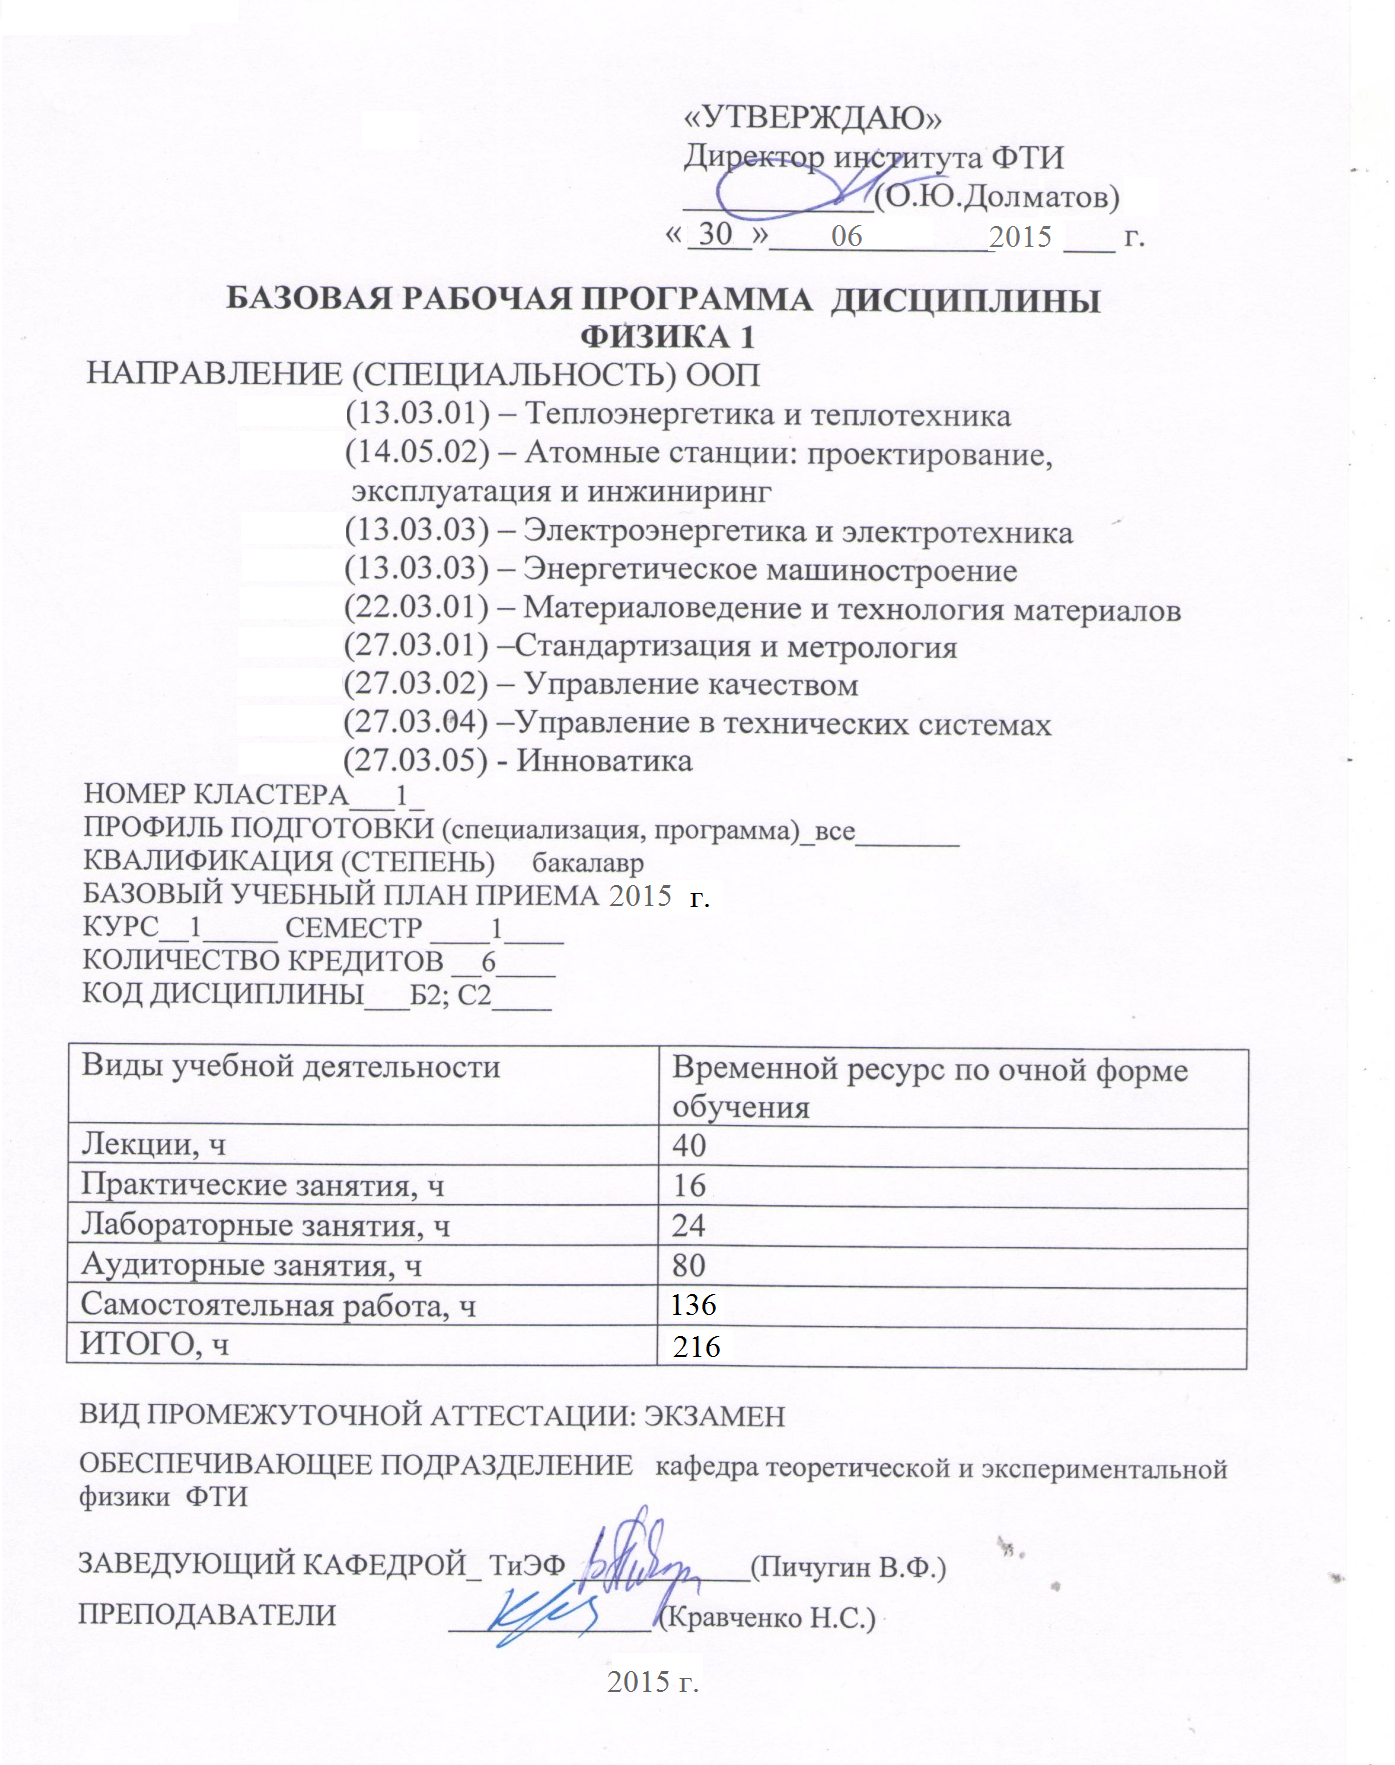 «УТВЕРЖДАЮ»
Директор института ФТИ
____________(О.Ю.Долматов)
« 30 »______06______2015 ___ г.
БАЗОВАЯ РАБОЧАЯ ПРОГРАММА ДИСЦИПЛИНЫ
ФИЗИКА 1
НАПРАВЛЕНИЕ (СПЕЦИАЛЬНОСТЬ) ООП
(13.03.01) – Теплоэнергетика и теплотехника
(14.05.02) – Атомные станции: проектирование,
эксплуатация и инжиниринг
(13.03.03) – Электроэнергетика и электротехника
(13.03.03) – Энергетическое машиностроение
(22.03.01) – Материаловедение и технология материалов
(27.03.01) –Стандартизация и метрология
(27.03.02) – Управление качеством
(27.03.04) –Управление в технических системах
(27.03.05) - Инноватика
НОМЕР КЛАСТЕРА___1_
ПРОФИЛЬ ПОДГОТОВКИ (специализация, программа)_все_______
КВАЛИФИКАЦИЯ (СТЕПЕНЬ) бакалавр
БАЗОВЫЙ УЧЕБНЫЙ ПЛАН ПРИЕМА 2015 г.
КУРС__1_____ СЕМЕСТР ____1____
КОЛИЧЕСТВО КРЕДИТОВ __6____
КОД ДИСЦИПЛИНЫ___Б2; С2____
Виды учебной деятельности Временной ресурс по очной форме
обучения
Лекции, ч 40
Практические занятия, ч 16
Лабораторные занятия, ч 24
Аудиторные занятия, ч 80
Самостоятельная работа, ч 136
ИТОГО, ч 216
ВИД ПРОМЕЖУТОЧНОЙ АТТЕСТАЦИИ: ЭКЗАМЕН
ОБЕСПЕЧИВАЮЩЕЕ ПОДРАЗДЕЛЕНИЕ кафедра теоретической и экспериментальной
физики ФТИ
ЗАВЕДУЮЩИЙ КАФЕДРОЙ_ ТиЭФ ____________(Пичугин В.Ф.)
ПРЕПОДАВАТЕЛИ ______________(Кравченко Н.С.)
2015 г.